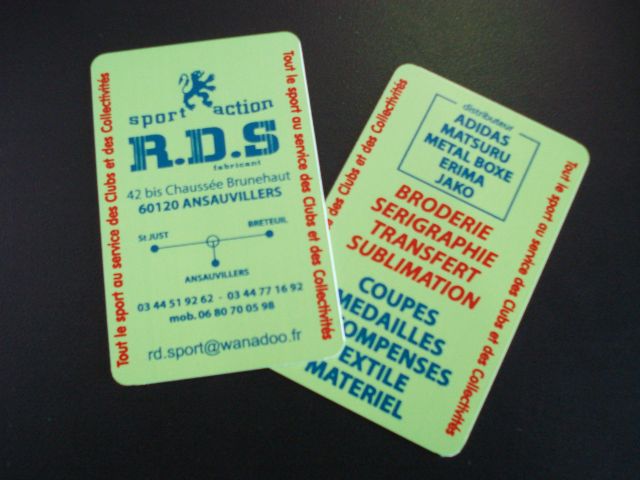 Tout le sport au service des Clubs et des Collectivités
sport action
R.D.S
fabricant
42 bis Chaussée Brunehaut
60120 ANSAUVILLERS
St JUST
BRETEUIL
ANSAUVILLERS
03 44 51 92 62 - 03 44 77 16 92
mob. 06 80 70 05 98
rd.sport@wanadoo.fr
Tout le sport au service des Clubs et des Collectivités
des Clubs et des Collectivités
distributeur
ADIDAS
MATSURU
METAL BOXE
ERIMA
JAKO
BRODERIE
SERIGRAPHIE
TRANSFERT
SUBLIMATION
COUPES
MEDAILLES
OMPENSES
EXTILE
MATERIEL
Tout le sport au service des Clubs et des Collectivités